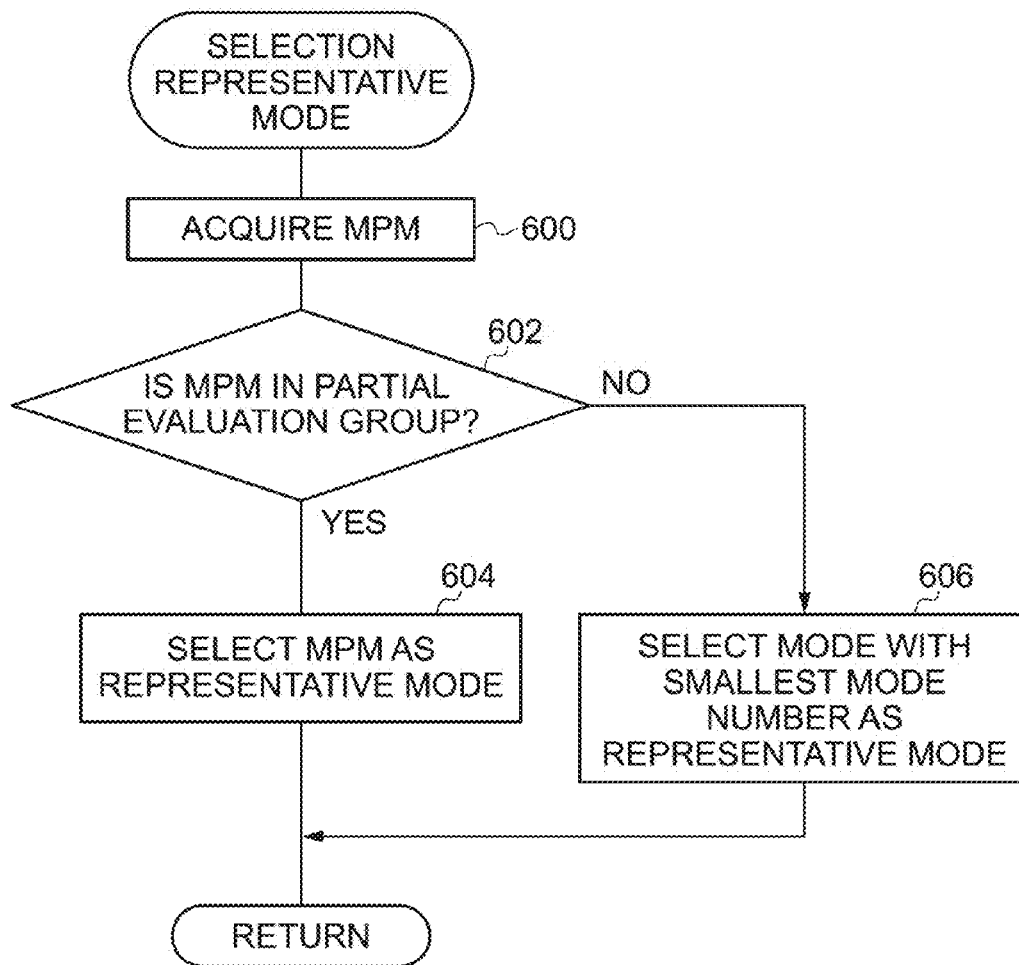 SELECTION
REPRESENTATIVE
MODE
ACQUIRE MPM
600
602
IS MPM IN PARTIAL
EVALUATION GROUP?
NO
YES
604
SELECT MPM AS
REPRESENTATIVE MODE
606
SELECT MODE WITH
SMALLEST MODE
NUMBER AS
REPRESENTATIVE MODE
RETURN